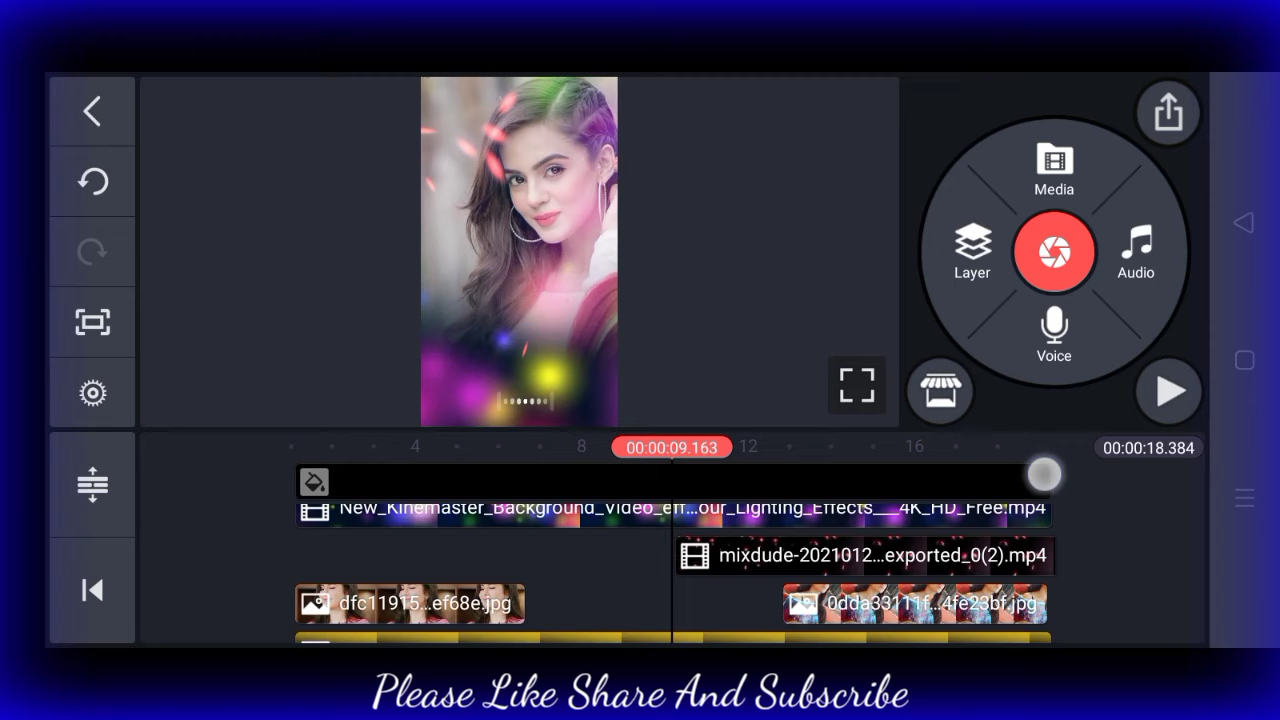 Media
Layer
Audio
Voice
4
8
00:00:09.163
12
16
00:00:18.384
New_Kinemaster_Background_Video_eff...our_Lighting_Effects___4K_HD_Free.mp4
mixdude-2021012...exported_0(2).mp4
dfc11915...ef68e.jpg
0dda33111f...4fe23bf.jpg
Please Like Share And Subscribe